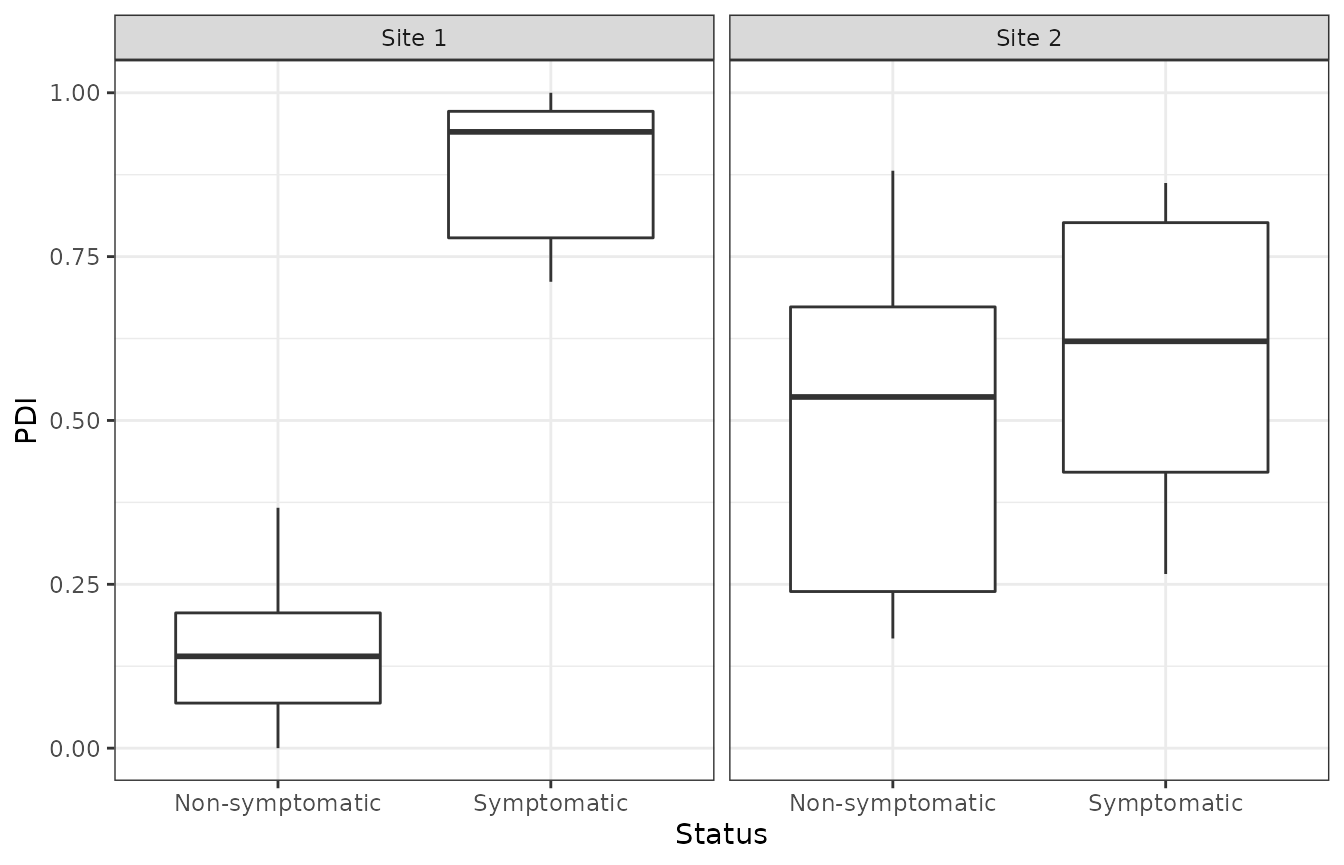 Site 1
Site 2
PDI
1.00
0.75
0.50
0.25
0.00
Non-symptomatic
Symptomatic
Non-symptomatic
Symptomatic
Status